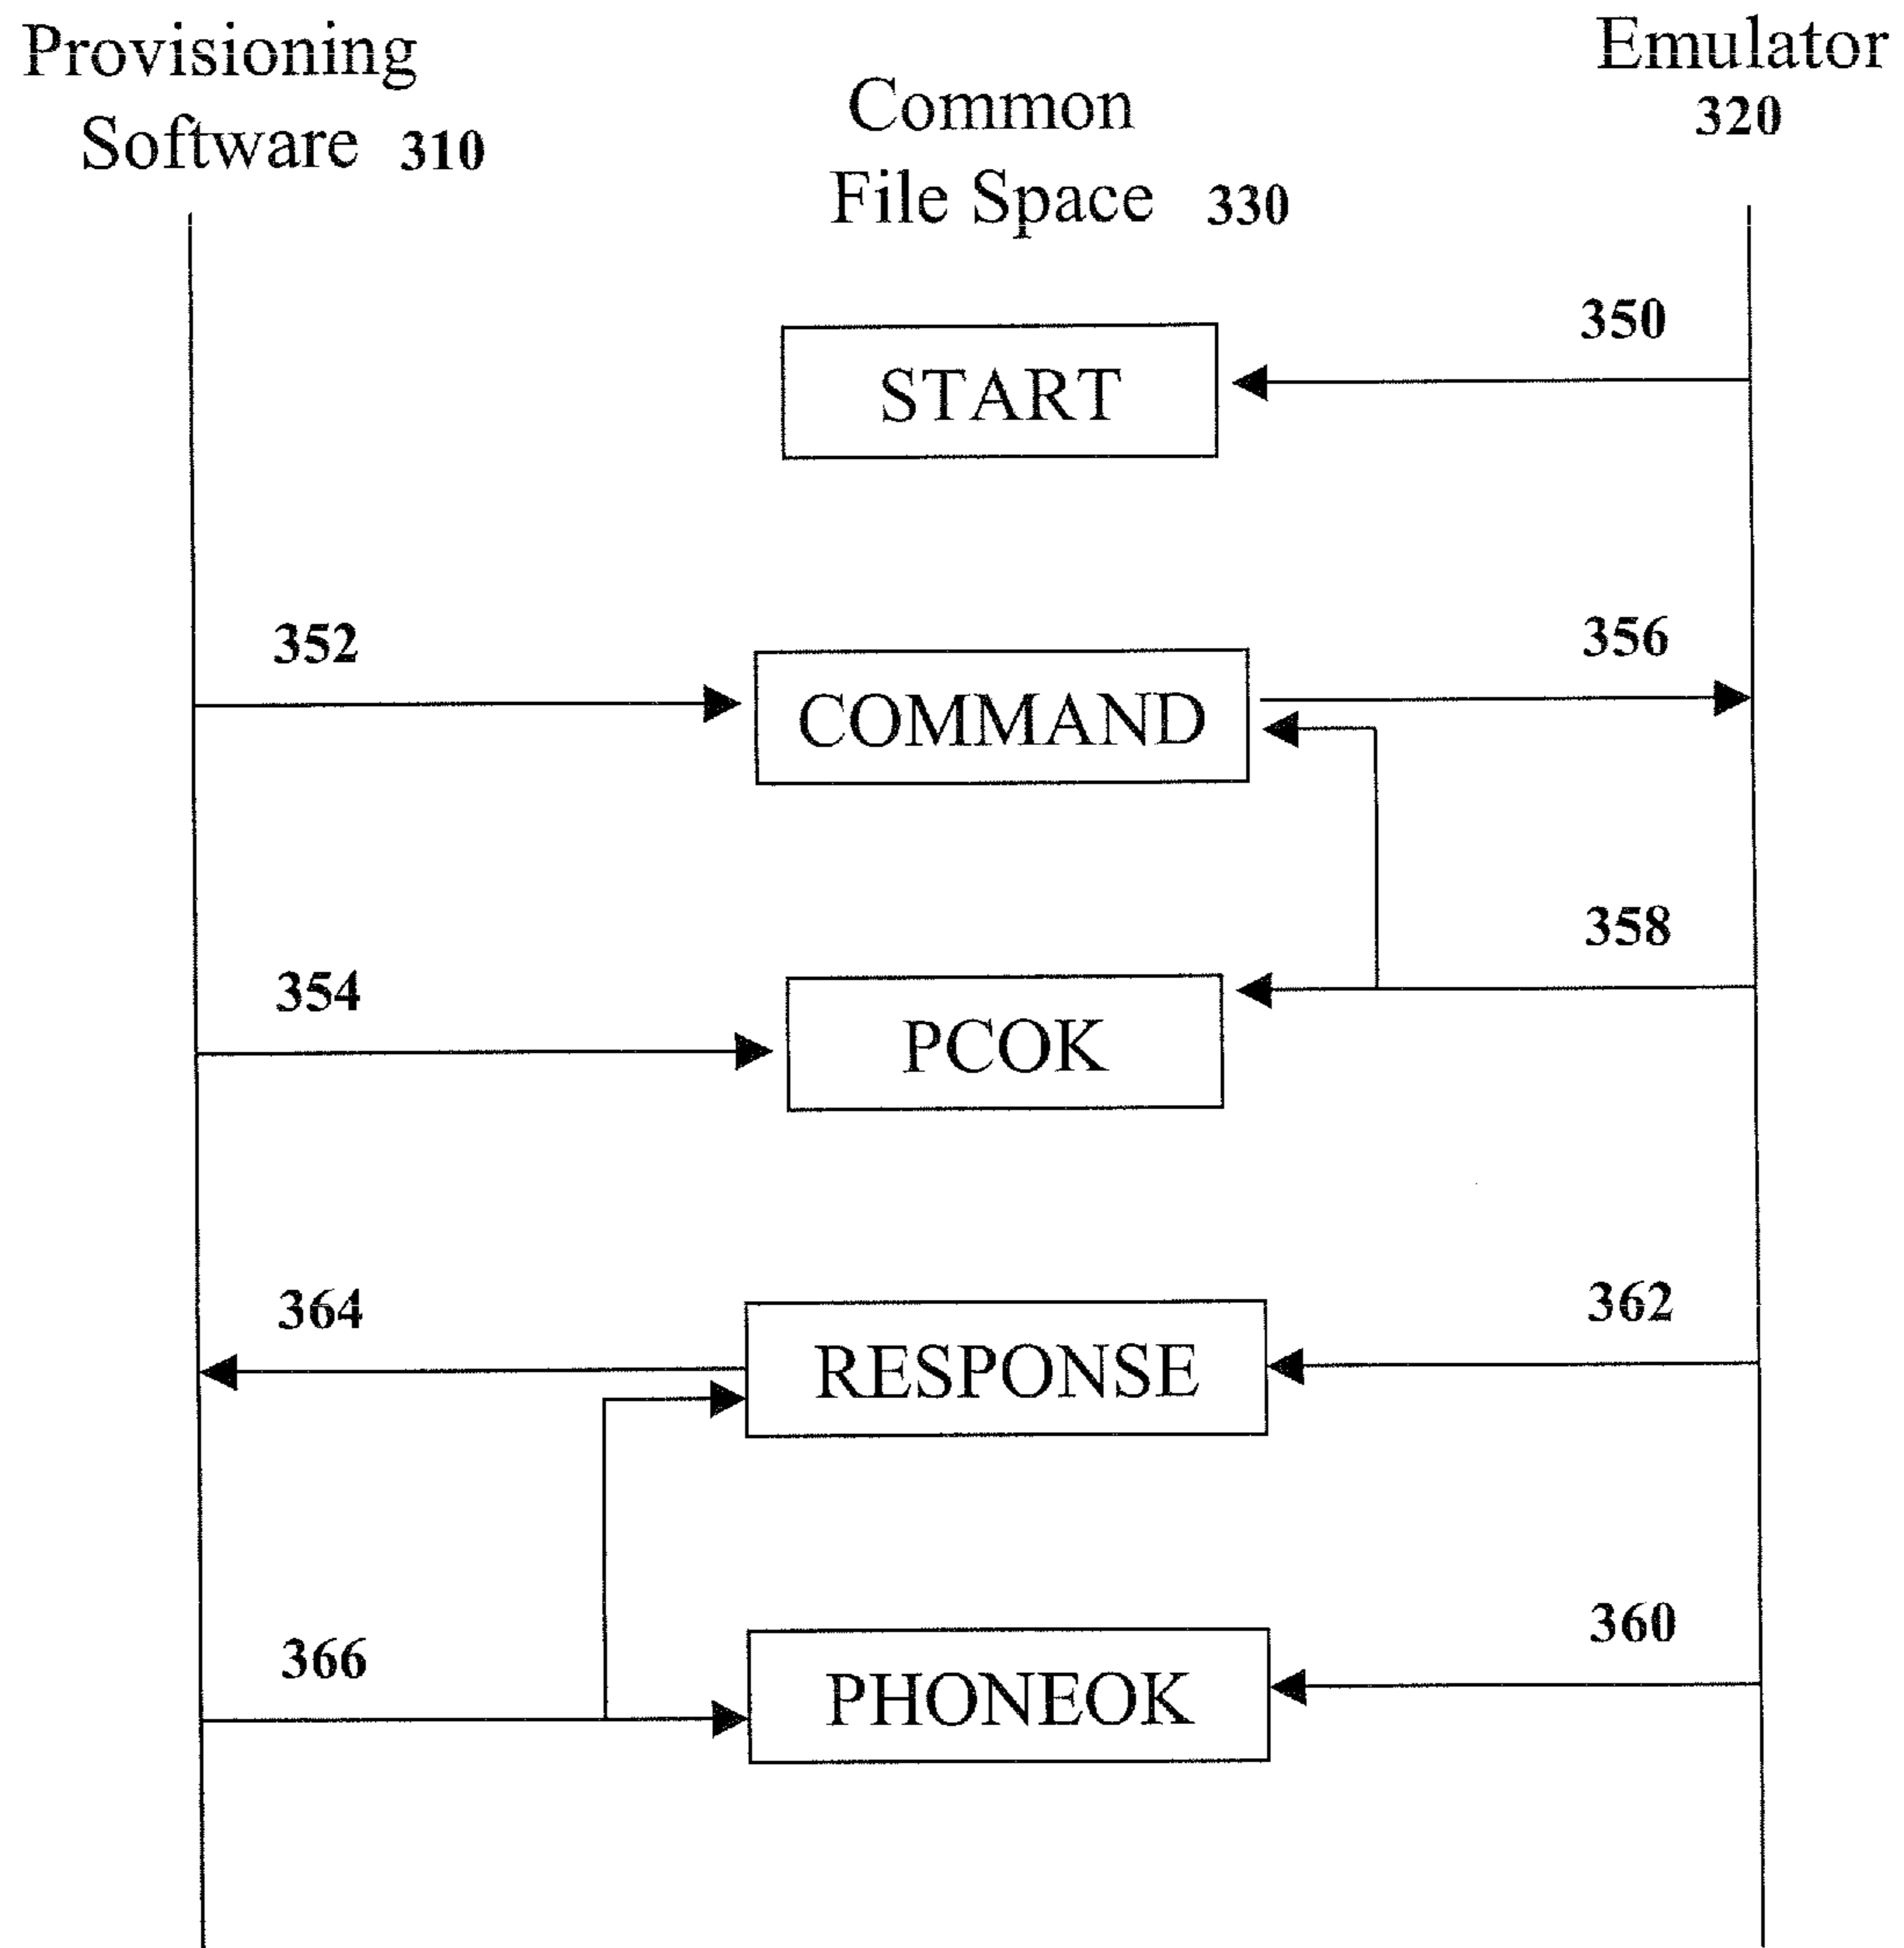 Provisioning
Software 310
Common
File Space 330
Emulator
320
350
START
352
COMMAND
356
358
354
PCOK
364
RESPONSE
362
366
PHONEOK
360